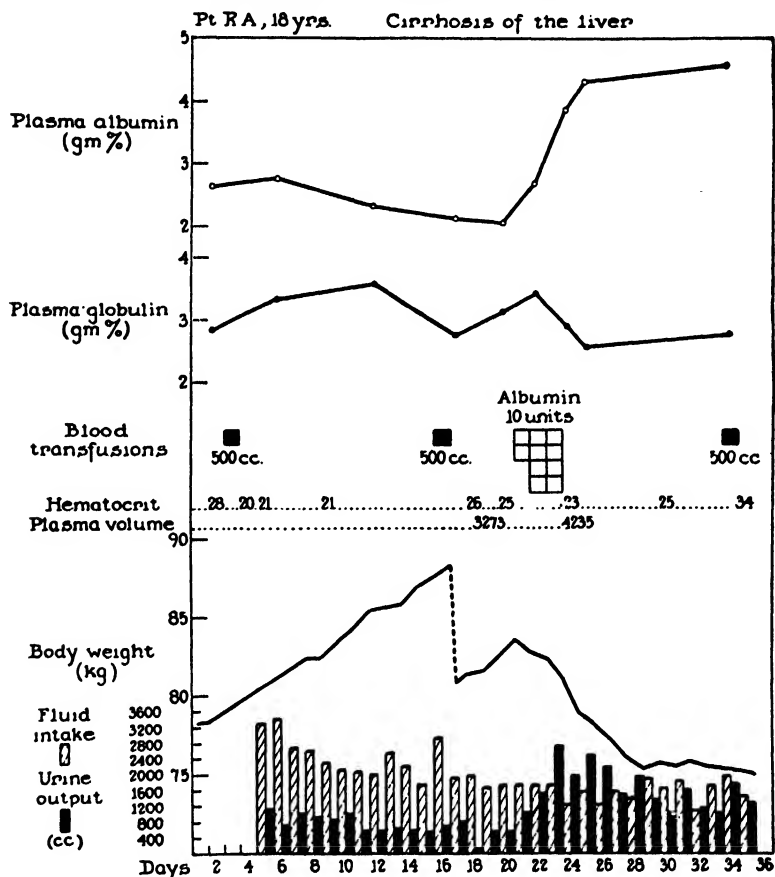 Pt R A, 18 yrs. Cirrhosis of the liver
5
4
3
2
Plasma albumin
(gm %)
4
3
2
Plasma globulin
(gm %)
Albumin
10 units
Blood
transfusions
500 cc.
500 cc.
500 cc
Hematocrit 28 20 21 21 26 25 23 25 34
Plasma volume 3273 4235
90
85
80
75
Body weight
(kg)
Fluid
intake
Urine
output
(cc)
3600
3200
2800
2400
2000
1600
1200
800
400
Days 2 4 6 8 10 12 14 16 18 20 22 24 26 28 30 32 34 36